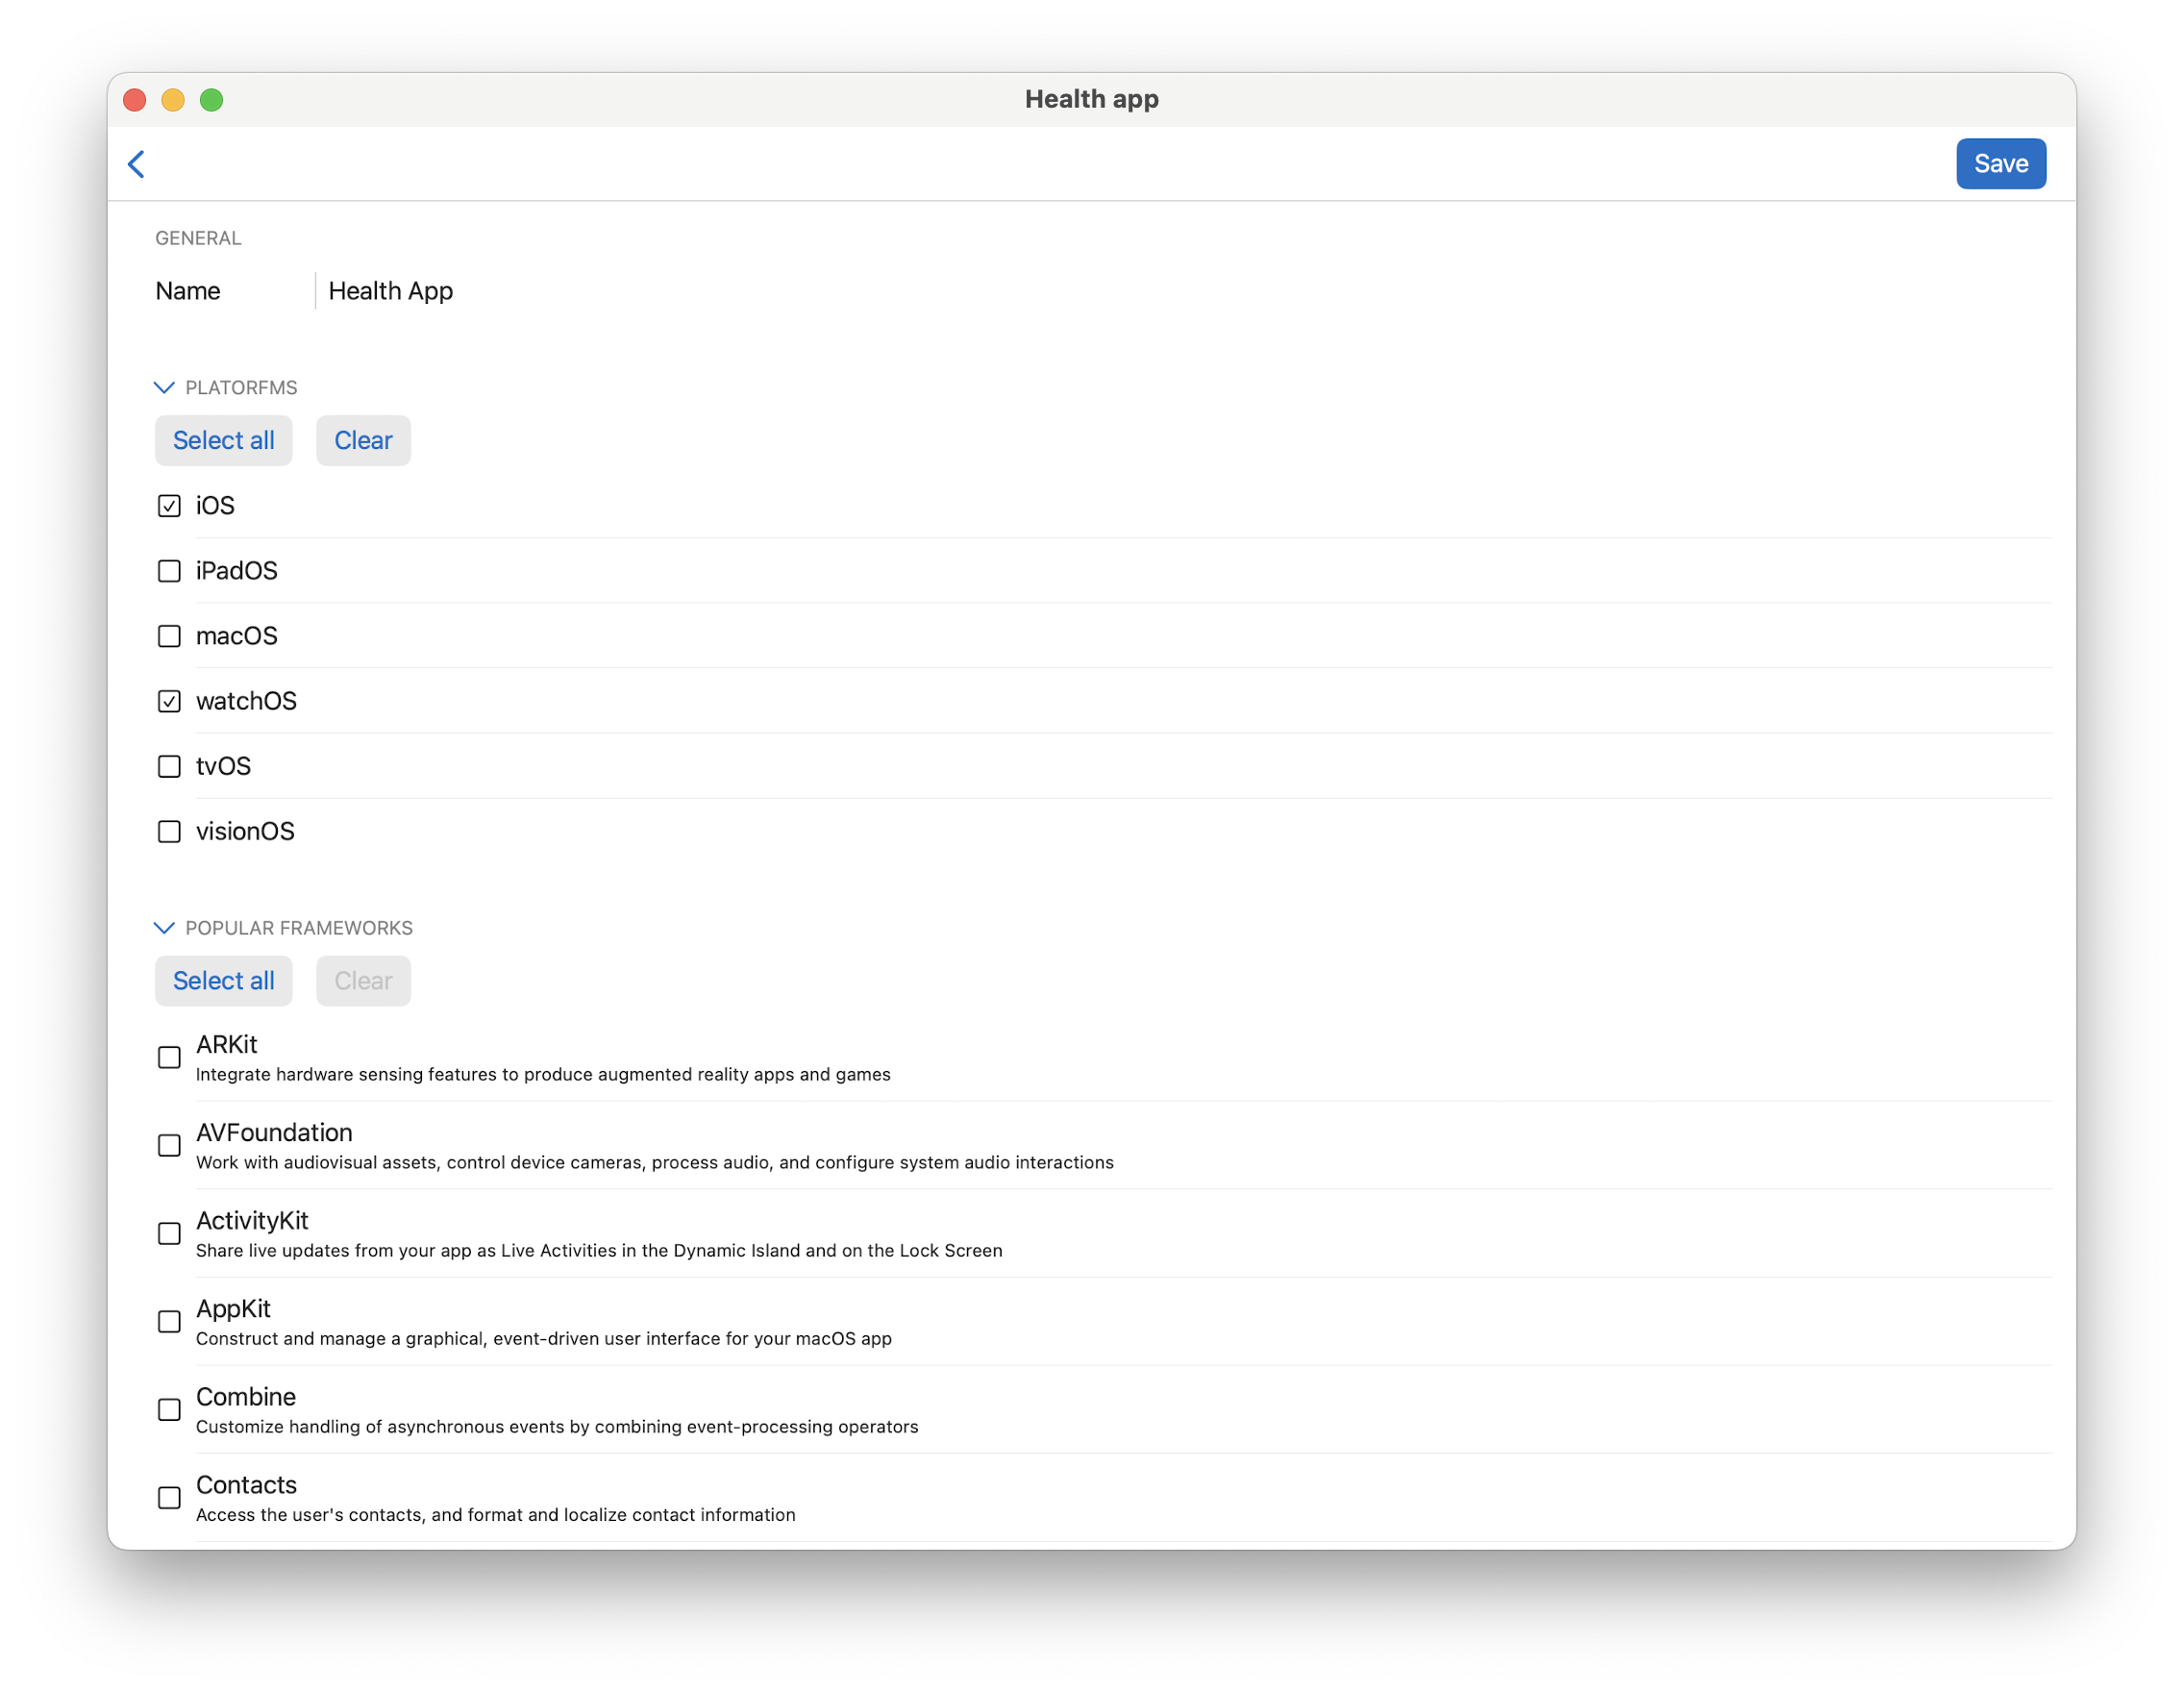 Health app
Save
GENERAL
Name Health App
PLATORFMS
Select all Clear
iOS
iPadOS
macOS
watchOS
tvOS
visionOS
POPULAR FRAMEWORKS
Select all Clear
ARKit
Integrate hardware sensing features to produce augmented reality apps and games
AVFoundation
Work with audiovisual assets, control device cameras, process audio, and configure system audio interactions
ActivityKit
Share live updates from your app as Live Activities in the Dynamic Island and on the Lock Screen
AppKit
Construct and manage a graphical, event-driven user interface for your macOS app
Combine
Customize handling of asynchronous events by combining event-processing operators
Contacts
Access the user's contacts, and format and localize contact information